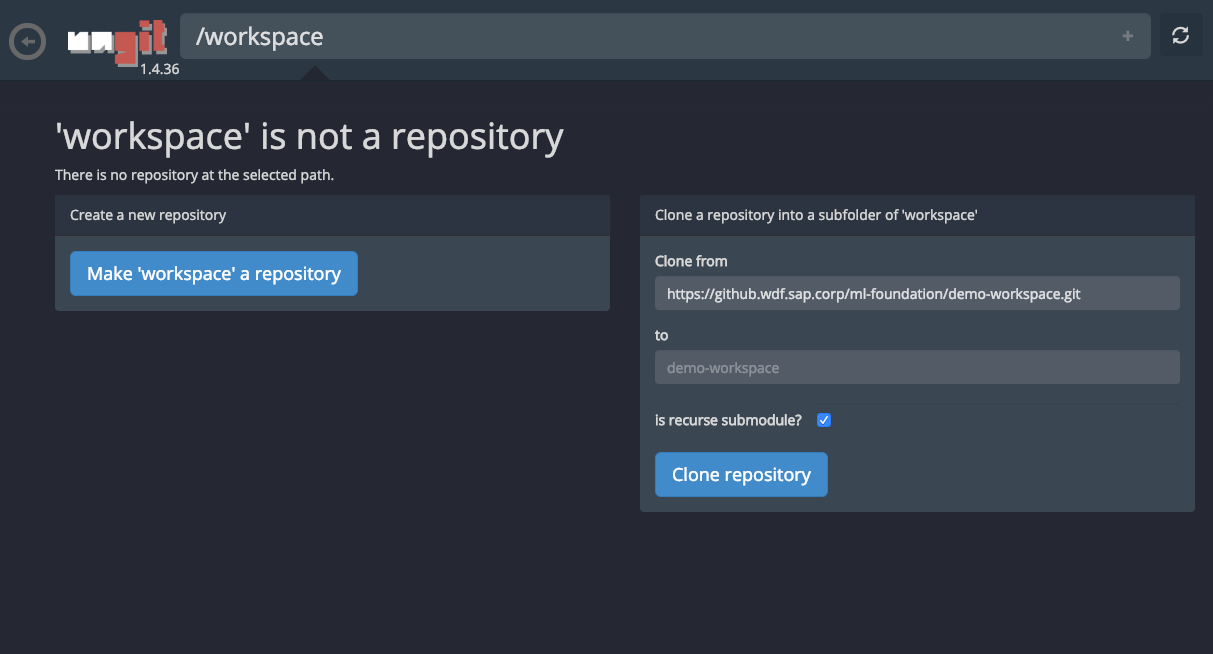 ungit
1.4.36
/workspace
+
'workspace' is not a repository
There is no repository at the selected path.
Create a new repository
Make 'workspace' a repository
Clone a repository into a subfolder of 'workspace'
Clone from
https://github.wdf.sap.corp/ml-foundation/demo-workspace.git
to
demo-workspace
is recurse submodule?
Clone repository